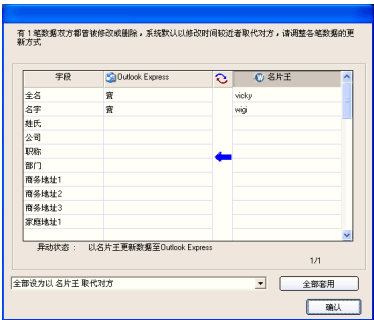 有 1 笔数据双方都曾被修改或删除，系统默认以修改时间较近者取代对方，请调整各笔数据的更
新方式
字段 Outlook Express 名片王
全名 寶 vicky
名字 寶 wigi
姓氏
公司
职称
部门
商务地址1
商务地址2
商务地址3
家庭地址1
异动状态： 以名片王更新数据至Outlook Express
1/1
全部设为以 名片王 取代对方 全部套用
确认